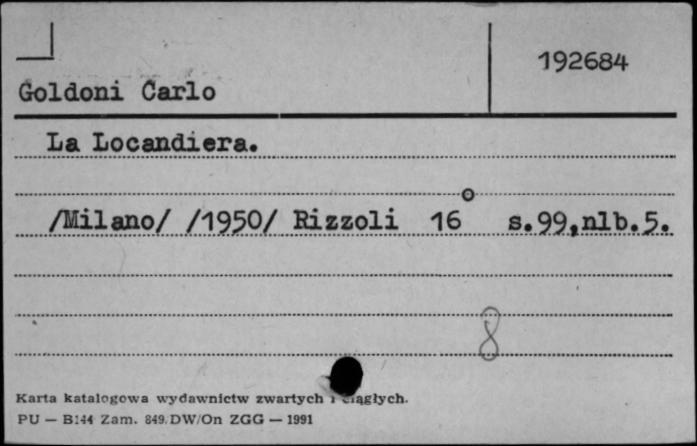 192684
Goldoni Carlo
La Locandiera.
/Milano/ /1950/ Rizzoli 16° s.99,nlb.5.
8
Karta katalogowa wydawnictw zwartych i ciągłych.
PU — B144 Zam. 849.DW/On ZGG — 1991